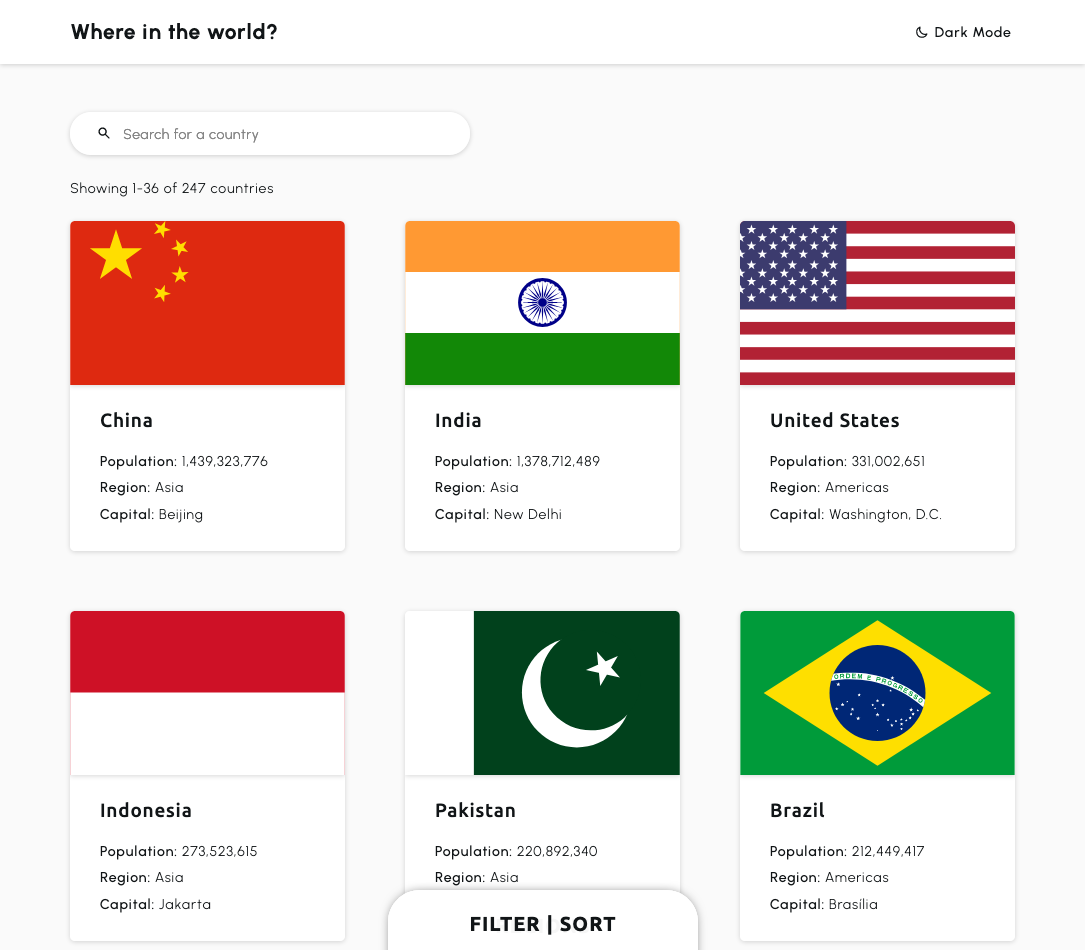 Where in the world?
Dark Mode
Search for a country
Showing 1-36 of 247 countries
China
Population: 1,439,323,776
Region: Asia
Capital: Beijing
India
Population: 1,378,712,489
Region: Asia
Capital: New Delhi
United States
Population: 331,002,651
Region: Americas
Capital: Washington, D.C.
Indonesia
Population: 273,523,615
Region: Asia
Capital: Jakarta
Pakistan
Population: 220,892,340
Region: Asia
ORDEM E PROGRESSO
Brazil
Population: 212,449,417
Region: Americas
Capital: Brasília
FILTER | SORT